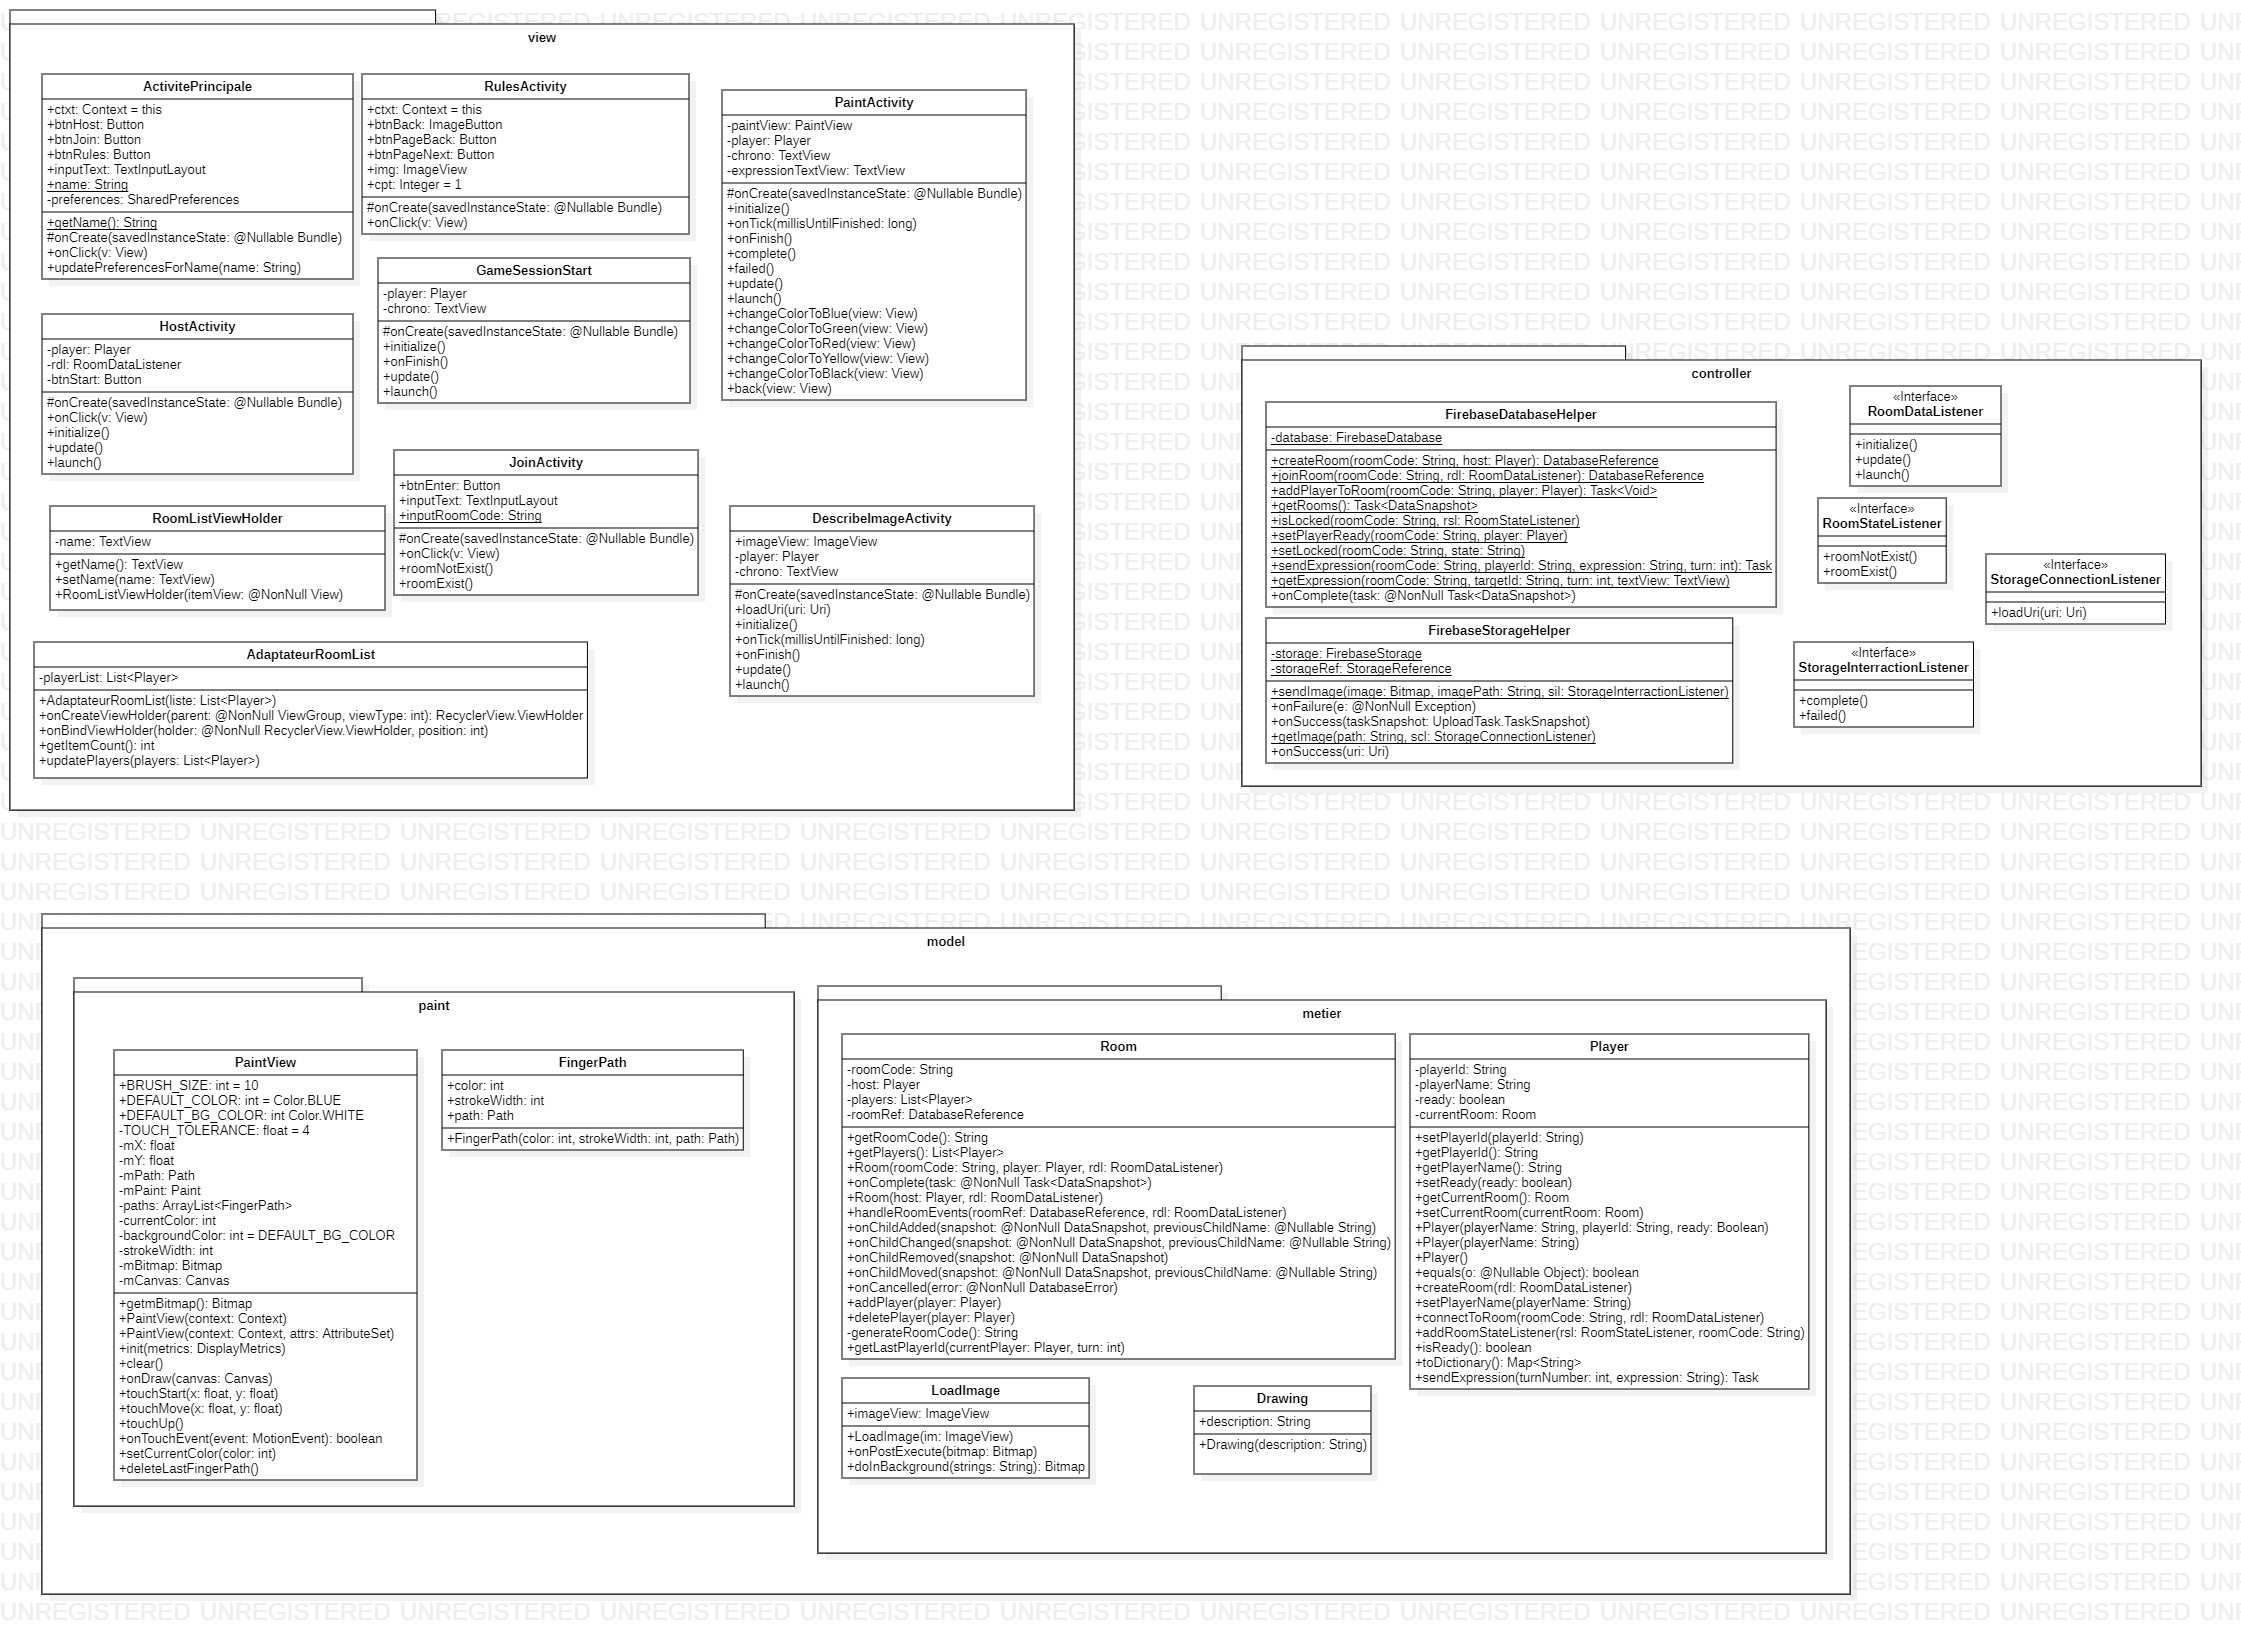 view
ActivitePrincipale
+ctxt: Context = this
+btnHost: Button
+btnJoin: Button
+btnRules: Button
+inputText: TextInputLayout
+name: String
-preferences: SharedPreferences
+getName(): String
#onCreate(savedInstanceState: @Nullable Bundle)
+onClick(v: View)
+updatePreferencesForName(name: String)
RulesActivity
+ctxt: Context = this
+btnBack: ImageButton
+btnPageBack: Button
+btnPageNext: Button
+img: ImageView
+cpt: Integer = 1
#onCreate(savedInstanceState: @Nullable Bundle)
+onClick(v: View)
PaintActivity
-paintView: PaintView
-player: Player
-chrono: TextView
-expressionTextView: TextView
#onCreate(savedInstanceState: @Nullable Bundle)
+initialize()
+onTick(millisUntilFinished: long)
+onFinish()
+complete()
+failed()
+update()
+launch()
+changeColorToBlue(view: View)
+changeColorToGreen(view: View)
+changeColorToRed(view: View)
+changeColorToYellow(view: View)
+changeColorToBlack(view: View)
+back(view: View)
GameSessionStart
-player: Player
-chrono: TextView
#onCreate(savedInstanceState: @Nullable Bundle)
+initialize()
+onFinish()
+update()
+launch()
HostActivity
-player: Player
-rdl: RoomDataListener
-btnStart: Button
#onCreate(savedInstanceState: @Nullable Bundle)
+onClick(v: View)
+initialize()
+update()
+launch()
JoinActivity
+btnEnter: Button
+inputText: TextInputLayout
+inputRoomCode: String
#onCreate(savedInstanceState: @Nullable Bundle)
+onClick(v: View)
+roomNotExist()
+roomExist()
RoomListViewHolder
-name: TextView
+getName(): TextView
+setName(name: TextView)
+RoomListViewHolder(itemView: @NonNull View)
DescribeImageActivity
+imageView: ImageView
-player: Player
-chrono: TextView
#onCreate(savedInstanceState: @Nullable Bundle)
+loadUri(uri: Uri)
+initialize()
+onTick(millisUntilFinished: long)
+onFinish()
+update()
+launch()
AdaptateurRoomList
-playerList: List<Player>
+AdaptateurRoomList(liste: List<Player>)
+onCreateViewHolder(parent: @NonNull ViewGroup, viewType: int): RecyclerView.ViewHolder
+onBindViewHolder(holder: @NonNull RecyclerView.ViewHolder, position: int)
+getItemCount(): int
+updatePlayers(players: List<Player>)
controller
FirebaseDatabaseHelper
-database: FirebaseDatabase
+createRoom(roomCode: String, host: Player): DatabaseReference
+joinRoom(roomCode: String, rdl: RoomDataListener): DatabaseReference
+addPlayerToRoom(roomCode: String, player: Player): Task<Void>
+getRooms(): Task<DataSnapshot>
+isLocked(roomCode: String, rsl: RoomStateListener)
+setPlayerReady(roomCode: String, player: Player)
+setLocked(roomCode: String, state: String)
+sendExpression(roomCode: String, playerId: String, expression: String, turn: int): Task
+getExpression(roomCode: String, targetId: String, turn: int, textView: TextView)
+onComplete(task: @NonNull Task<DataSnapshot>)
FirebaseStorageHelper
-storage: FirebaseStorage
-storageRef: StorageReference
+sendImage(image: Bitmap, imagePath: String, sil: StorageInterractionListener)
+onFailure(e: @NonNull Exception)
+onSuccess(taskSnapshot: UploadTask.TaskSnapshot)
+getImage(path: String, scl: StorageConnectionListener)
+onSuccess(uri: Uri)
«Interface»
RoomDataListener
+initialize()
+update()
+launch()
«Interface»
RoomStateListener
+roomNotExist()
+roomExist()
«Interface»
StorageConnectionListener
+loadUri(uri: Uri)
«Interface»
StorageInterractionListener
+complete()
+failed()
model
paint
PaintView
+BRUSH_SIZE: int = 10
+DEFAULT_COLOR: int = Color.BLUE
+DEFAULT_BG_COLOR: int Color.WHITE
-TOUCH_TOLERANCE: float = 4
-mX: float
-mY: float
-mPath: Path
-mPaint: Paint
-paths: ArrayList<FingerPath>
-currentColor: int
-backgroundColor: int = DEFAULT_BG_COLOR
-strokeWidth: int
-mBitmap: Bitmap
-mCanvas: Canvas
+getmBitmap(): Bitmap
+PaintView(context: Context)
+PaintView(context: Context, attrs: AttributeSet)
+init(metrics: DisplayMetrics)
+clear()
+onDraw(canvas: Canvas)
+touchStart(x: float, y: float)
+touchMove(x: float, y: float)
+touchUp()
+onTouchEvent(event: MotionEvent): boolean
+setCurrentColor(color: int)
+deleteLastFingerPath()
FingerPath
+color: int
+strokeWidth: int
+path: Path
+FingerPath(color: int, strokeWidth: int, path: Path)
metier
Room
-roomCode: String
-host: Player
-players: List<Player>
-roomRef: DatabaseReference
+getRoomCode(): String
+getPlayers(): List<Player>
+Room(roomCode: String, player: Player, rdl: RoomDataListener)
+onComplete(task: @NonNull Task<DataSnapshot>)
+Room(host: Player, rdl: RoomDataListener)
+handleRoomEvents(roomRef: DatabaseReference, rdl: RoomDataListener)
+onChildAdded(snapshot: @NonNull DataSnapshot, previousChildName: @Nullable String)
+onChildChanged(snapshot: @NonNull DataSnapshot, previousChildName: @Nullable String)
+onChildRemoved(snapshot: @NonNull DataSnapshot)
+onChildMoved(snapshot: @NonNull DataSnapshot, previousChildName: @Nullable String)
+onCancelled(error: @NonNull DatabaseError)
+addPlayer(player: Player)
+deletePlayer(player: Player)
-generateRoomCode(): String
+getLastPlayerId(currentPlayer: Player, turn: int)
Player
-playerId: String
-playerName: String
-ready: boolean
-currentRoom: Room
+setPlayerId(playerId: String)
+getPlayerId(): String
+getPlayerName(): String
+setReady(ready: boolean)
+getCurrentRoom(): Room
+setCurrentRoom(currentRoom: Room)
+Player(playerName: String, playerId: String, ready: Boolean)
+Player(playerName: String)
+Player()
+equals(o: @Nullable Object): boolean
+createRoom(rdl: RoomDataListener)
+setPlayerName(playerName: String)
+connectToRoom(roomCode: String, rdl: RoomDataListener)
+addRoomStateListener(rsl: RoomStateListener, roomCode: String)
+isReady(): boolean
+toDictionary(): Map<String>
+sendExpression(turnNumber: int, expression: String): Task
LoadImage
+imageView: ImageView
+LoadImage(im: ImageView)
+onPostExecute(bitmap: Bitmap)
+doInBackground(strings: String): Bitmap
Drawing
+description: String
+Drawing(description: String)